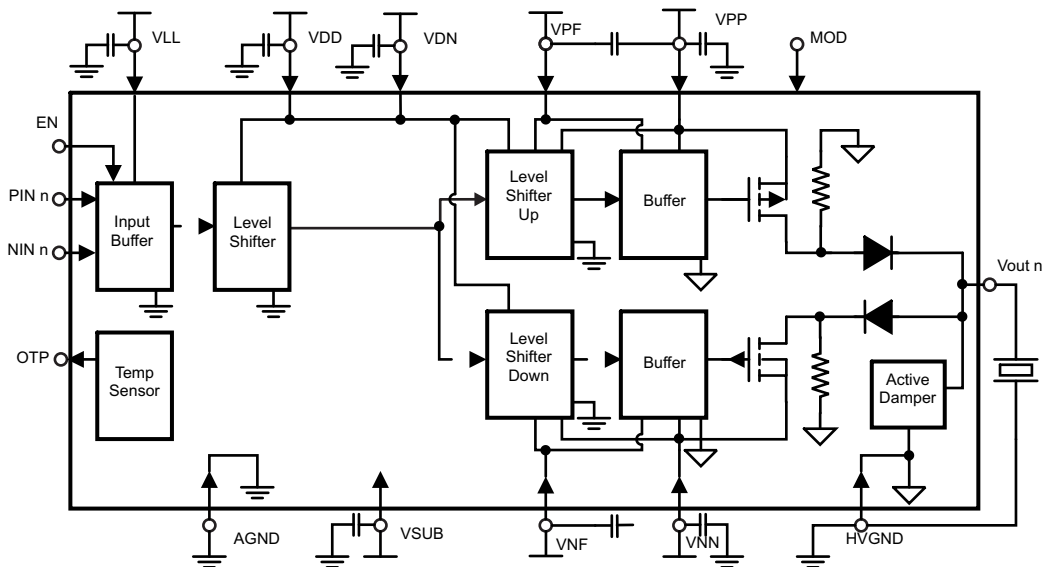 VLL
VDD
VDN
VPF
VPP
MOD
EN
PIN n
NIN n
OTP
Input
Buffer
Level
Shifter
Level
Shifter
Up
Buffer
Vout n
Temp
Sensor
Level
Shifter
Down
Buffer
Active
Damper
AGND
VSUB
VNF
VNN
HVGND